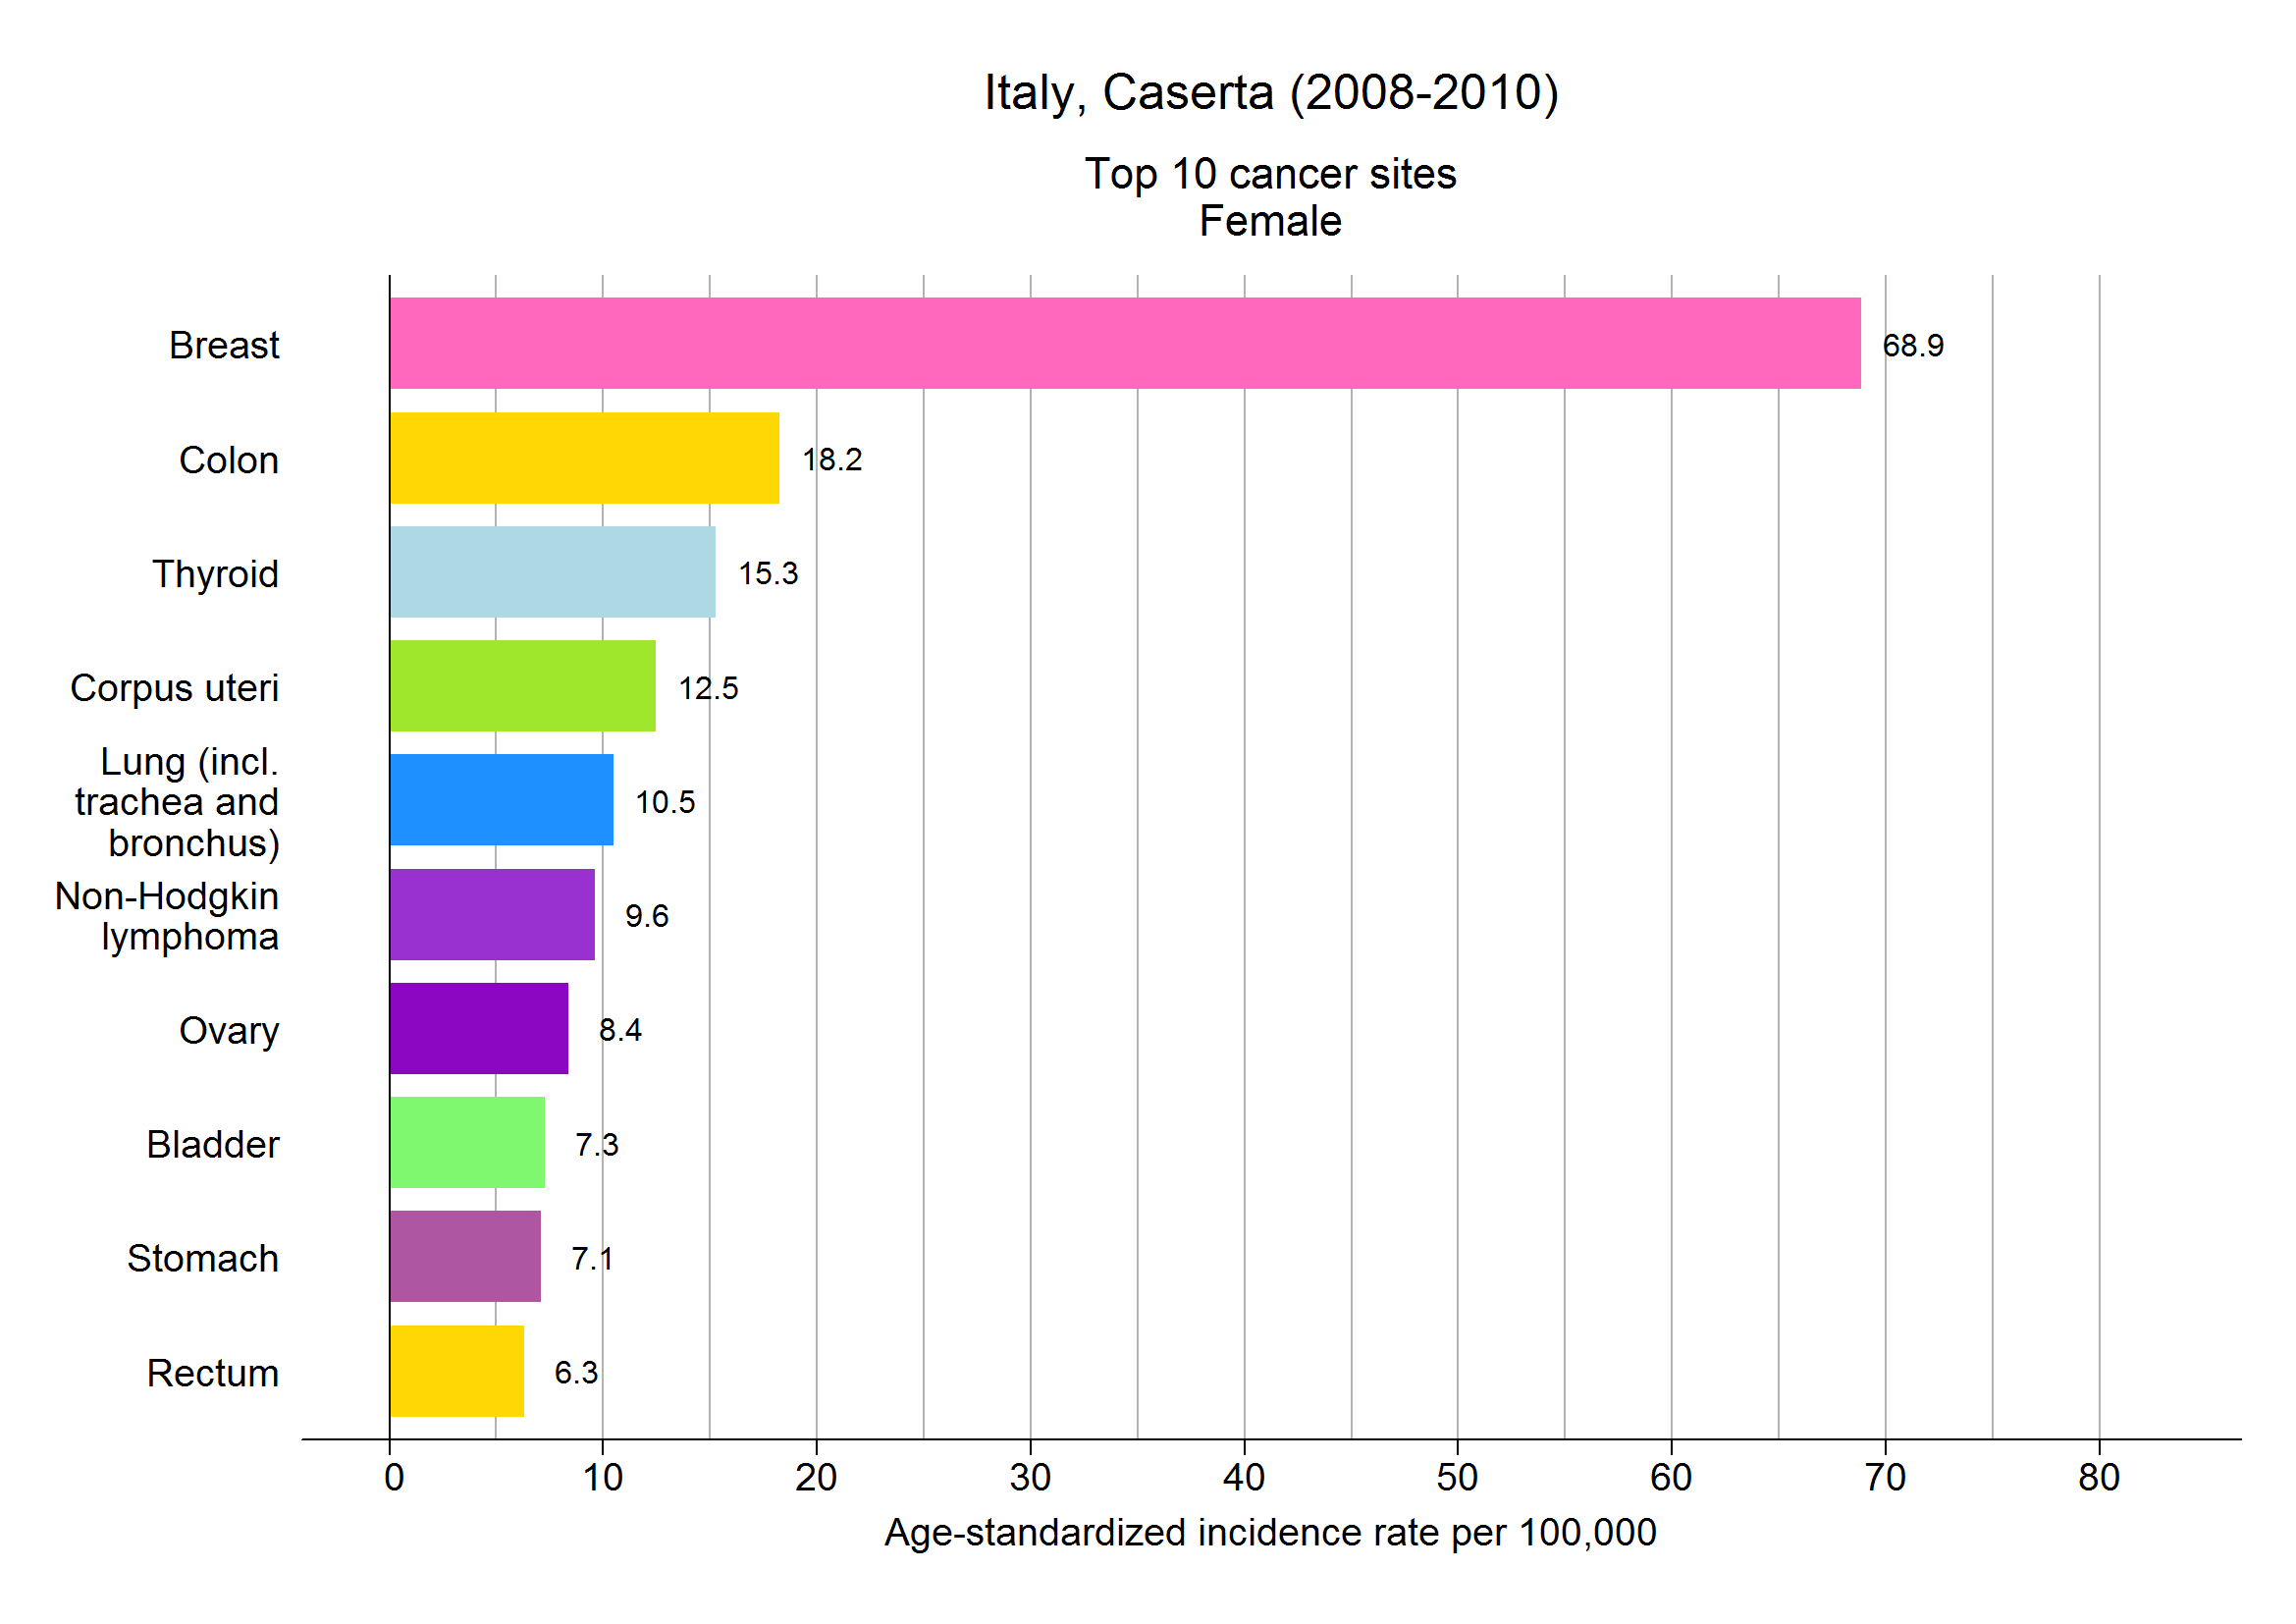 Italy, Caserta (2008-2010)
Top 10 cancer sites
Female
Breast
68.9
Colon
18.2
Thyroid
15.3
Corpus uteri
12.5
Lung (incl.
trachea and
bronchus)
10.5
Non-Hodgkin
lymphoma
9.6
Ovary
8.4
Bladder
7.3
Stomach
7.1
Rectum
6.3
0 10 20 30 40 50 60 70 80
Age-standardized incidence rate per 100,000